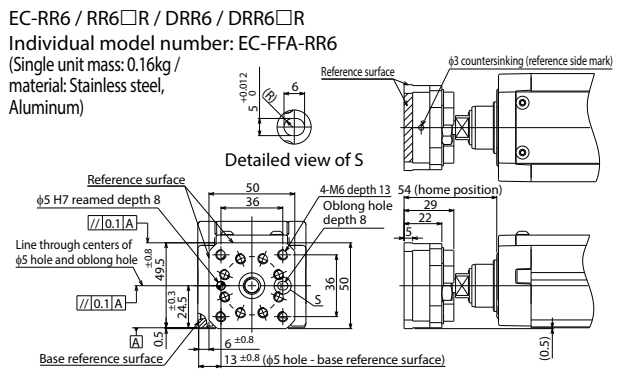 EC-RR6 / RR6□R / DRR6 / DRR6□R
Individual model number: EC-FFA-RR6
(Single unit mass: 0.16kg /
material: Stainless steel,
Aluminum)
+0.012
5 0
(R)
6
Detailed view of S
Reference surface
ϕ3 countersinking (reference side mark)
Reference surface
ϕ5 H7 reamed depth 8
// 0.1 A
Line through centers of
ϕ5 hole and oblong hole
// 0.1 A
A
Base reference surface
50
36
4-M6 depth 13
Oblong hole
depth 8
49.5 ±0.8
24.5 ±0.3
0.5
36
50
S
6 ±0.8
13 ±0.8 (ϕ5 hole - base reference surface)
54 (home position)
29
22
5
(0.5)